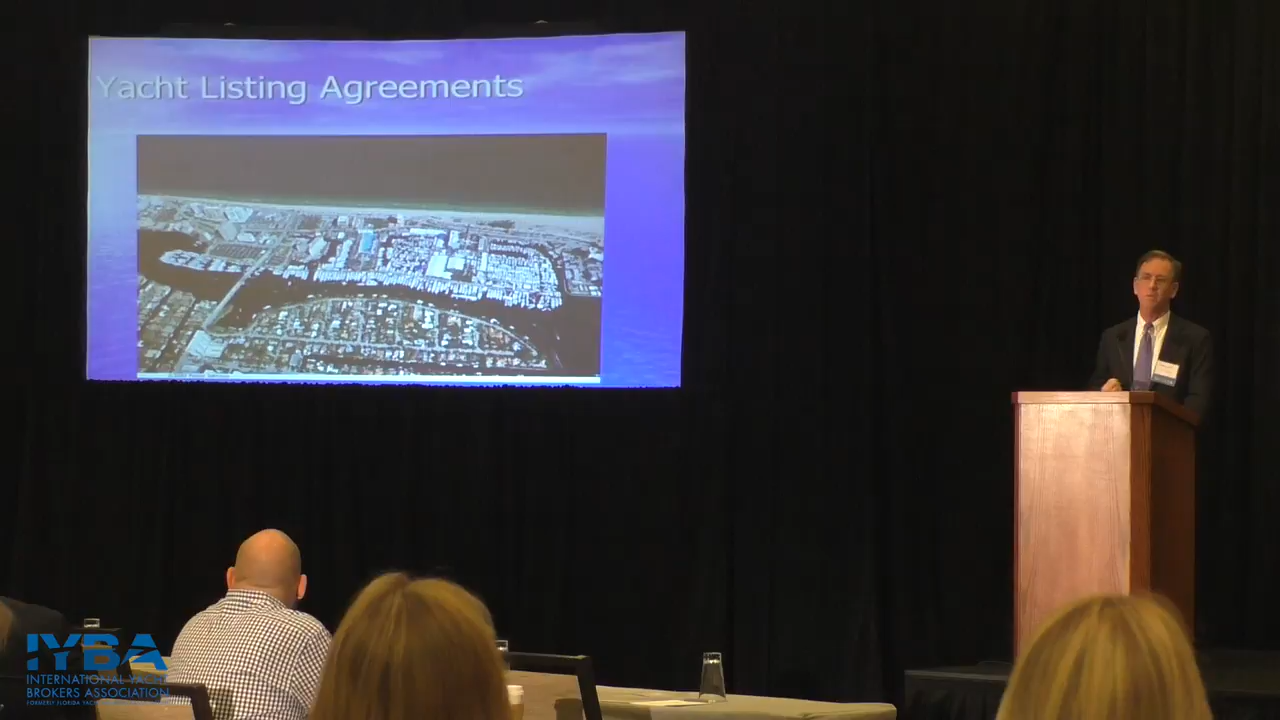 Yacht Listing Agreements
IYBA
INTERNATIONAL YACHT
BROKERS ASSOCIATION